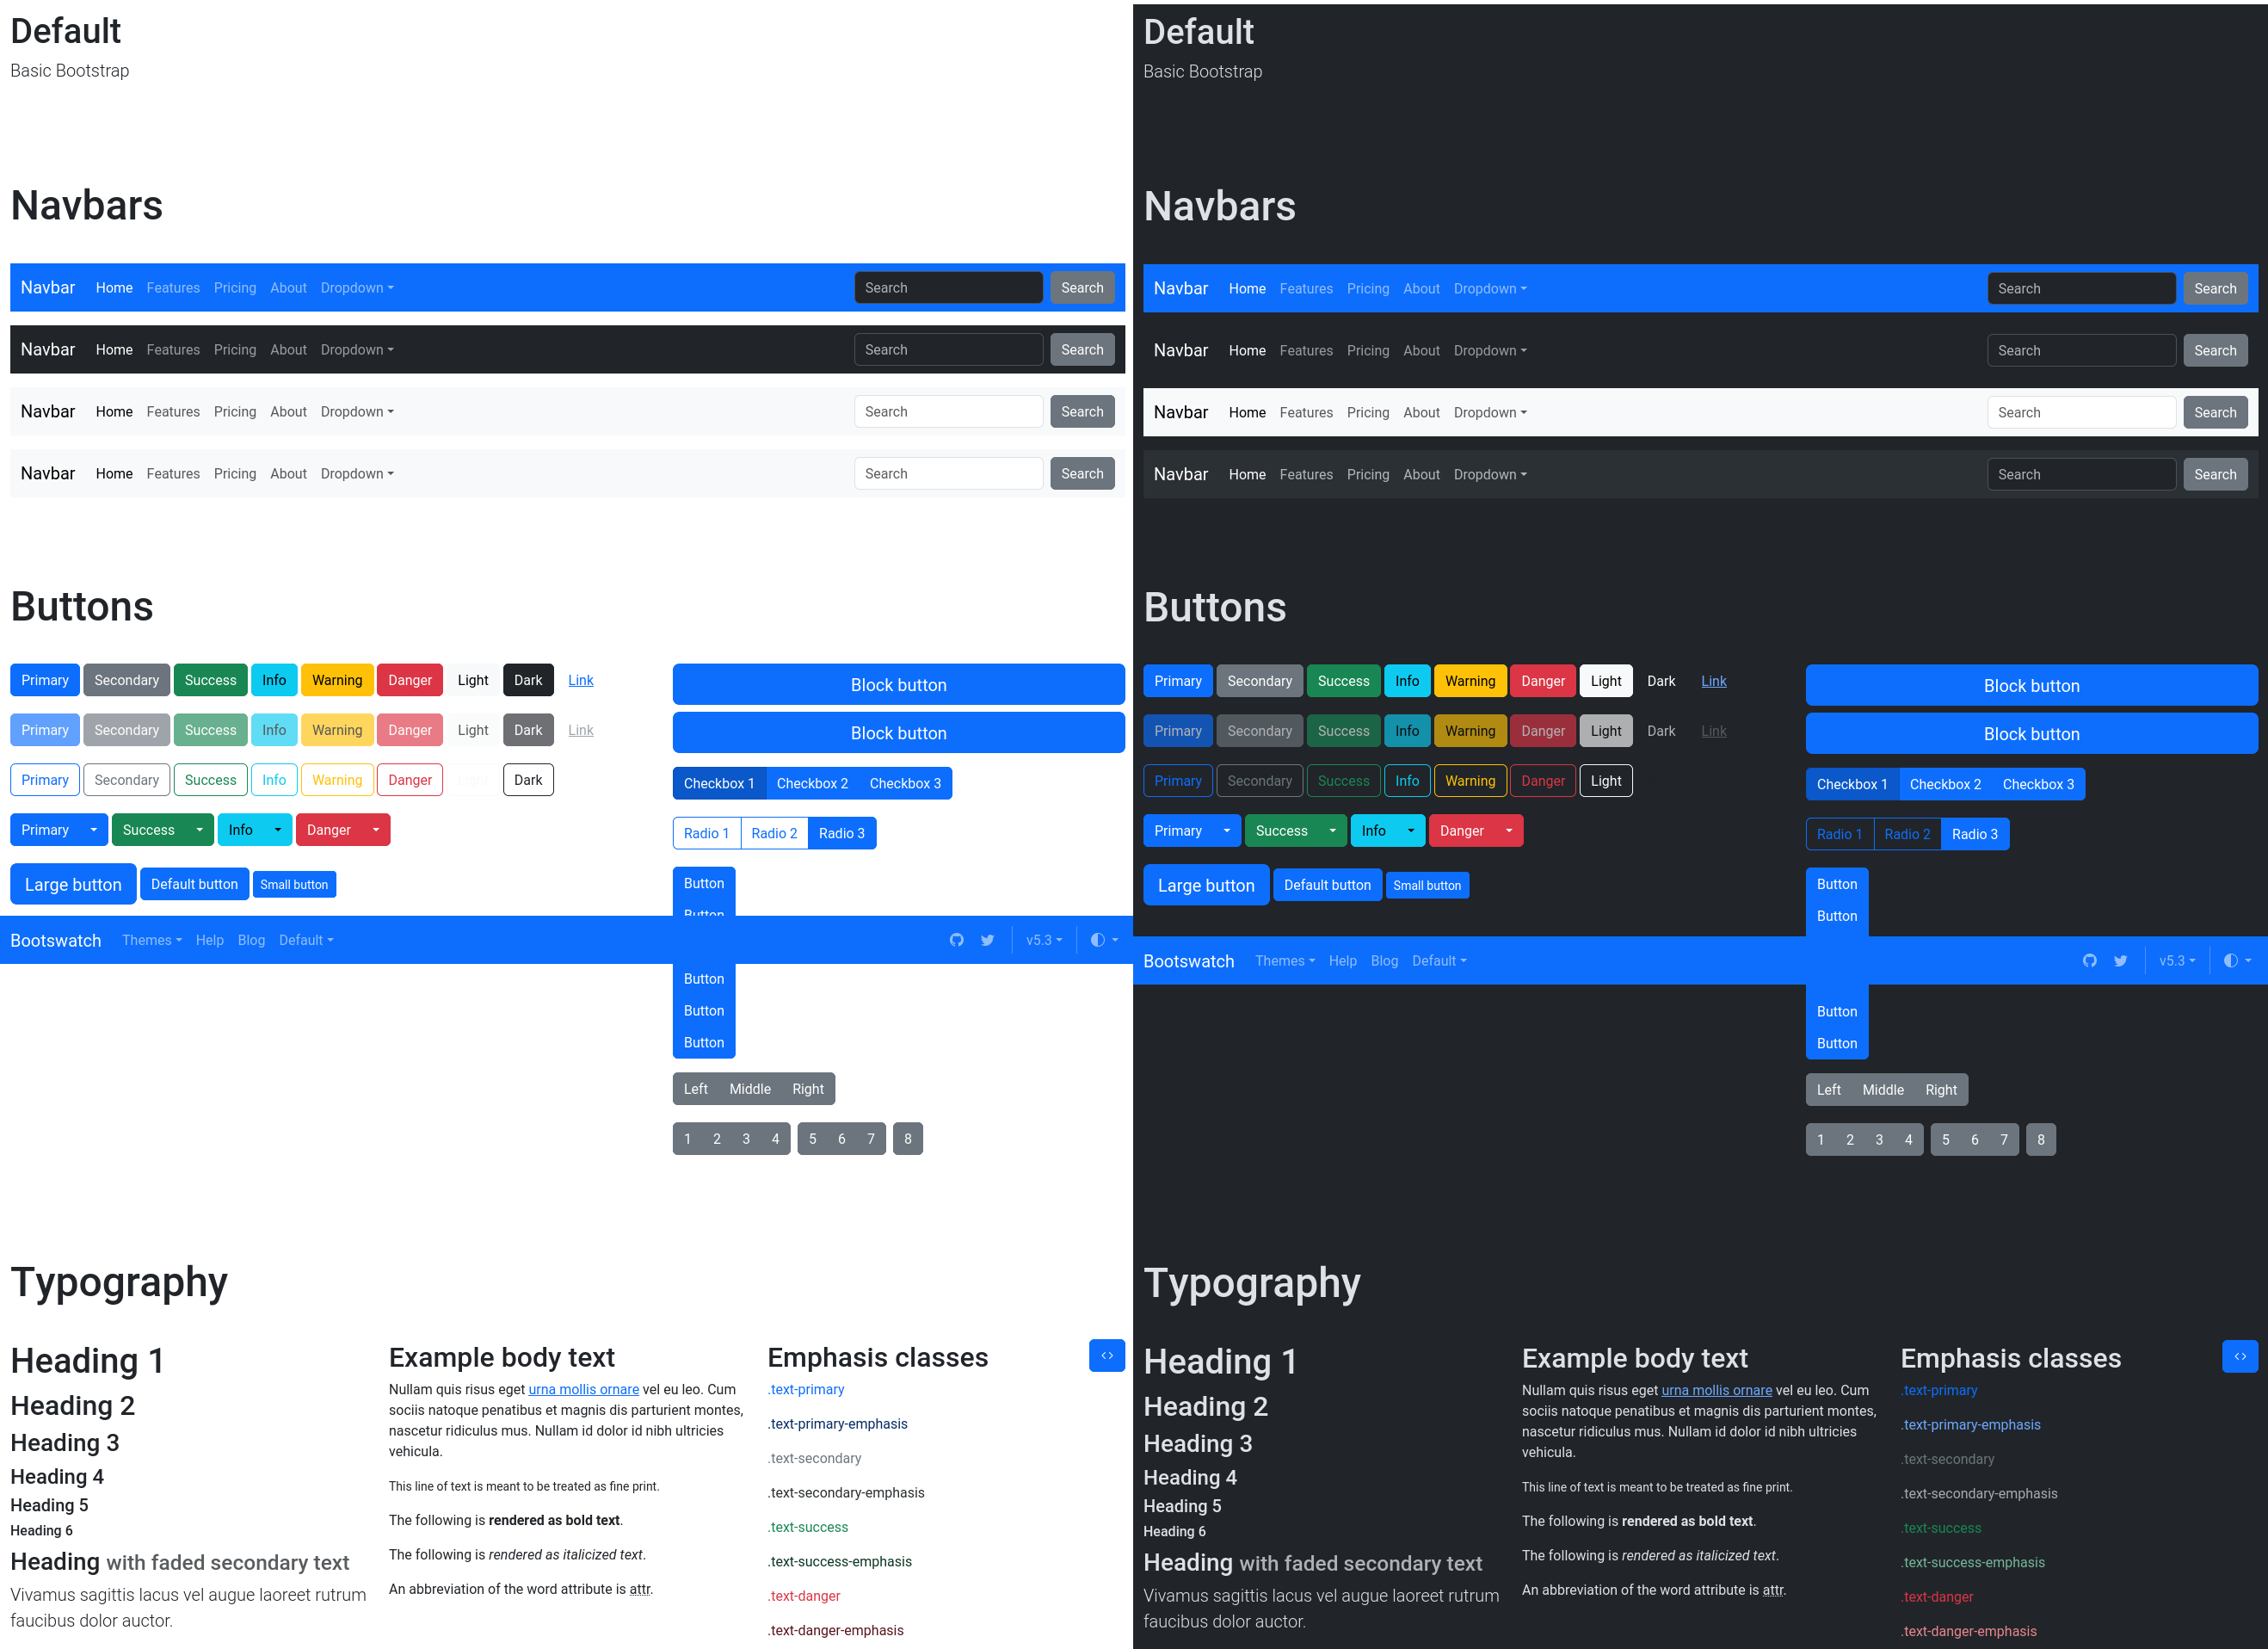 Default
Basic Bootstrap
Navbars
Navbar Home Features Pricing About Dropdown Search Search
Navbar Home Features Pricing About Dropdown Search Search
Navbar Home Features Pricing About Dropdown Search Search
Navbar Home Features Pricing About Dropdown Search Search
Buttons
Primary Secondary Success Info Warning Danger Light Dark Link
Primary Secondary Success Info Warning Danger Light Dark Link
Primary Secondary Success Info Warning Danger Light Dark
Primary Success Info Danger
Large button Default button Small button
Block button
Block button
Checkbox 1 Checkbox 2 Checkbox 3
Radio 1 Radio 2 Radio 3
Button
Button
Bootswatch Themes Help Blog Default v5.3
Button
Button
Button
Left Middle Right
1 2 3 4 5 6 7 8
Typography
Heading 1
Heading 2
Heading 3
Heading 4
Heading 5
Heading 6
Heading with faded secondary text
Vivamus sagittis lacus vel augue laoreet rutrum
faucibus dolor auctor.
Example body text
Nullam quis risus eget urna mollis ornare vel eu leo. Cum
sociis natoque penatibus et magnis dis parturient montes,
nascetur ridiculus mus. Nullam id dolor id nibh ultricies
vehicula.
This line of text is meant to be treated as fine print.
The following is rendered as bold text.
The following is rendered as italicized text.
An abbreviation of the word attribute is attr.
Emphasis classes
.text-primary
.text-primary-emphasis
.text-secondary
.text-secondary-emphasis
.text-success
.text-success-emphasis
.text-danger
.text-danger-emphasis
Default
Basic Bootstrap
Navbars
Navbar Home Features Pricing About Dropdown Search Search
Navbar Home Features Pricing About Dropdown Search Search
Navbar Home Features Pricing About Dropdown Search Search
Navbar Home Features Pricing About Dropdown Search Search
Buttons
Primary Secondary Success Info Warning Danger Light Dark Link
Primary Secondary Success Info Warning Danger Light Dark Link
Primary Secondary Success Info Warning Danger Light
Primary Success Info Danger
Large button Default button Small button
Block button
Block button
Checkbox 1 Checkbox 2 Checkbox 3
Radio 1 Radio 2 Radio 3
Button
Button
Bootswatch Themes Help Blog Default v5.3
Button
Button
Left Middle Right
1 2 3 4 5 6 7 8
Typography
Heading 1
Heading 2
Heading 3
Heading 4
Heading 5
Heading 6
Heading with faded secondary text
Vivamus sagittis lacus vel augue laoreet rutrum
faucibus dolor auctor.
Example body text
Nullam quis risus eget urna mollis ornare vel eu leo. Cum
sociis natoque penatibus et magnis dis parturient montes,
nascetur ridiculus mus. Nullam id dolor id nibh ultricies
vehicula.
This line of text is meant to be treated as fine print.
The following is rendered as bold text.
The following is rendered as italicized text.
An abbreviation of the word attribute is attr.
Emphasis classes
.text-primary
.text-primary-emphasis
.text-secondary
.text-secondary-emphasis
.text-success
.text-success-emphasis
.text-danger
.text-danger-emphasis